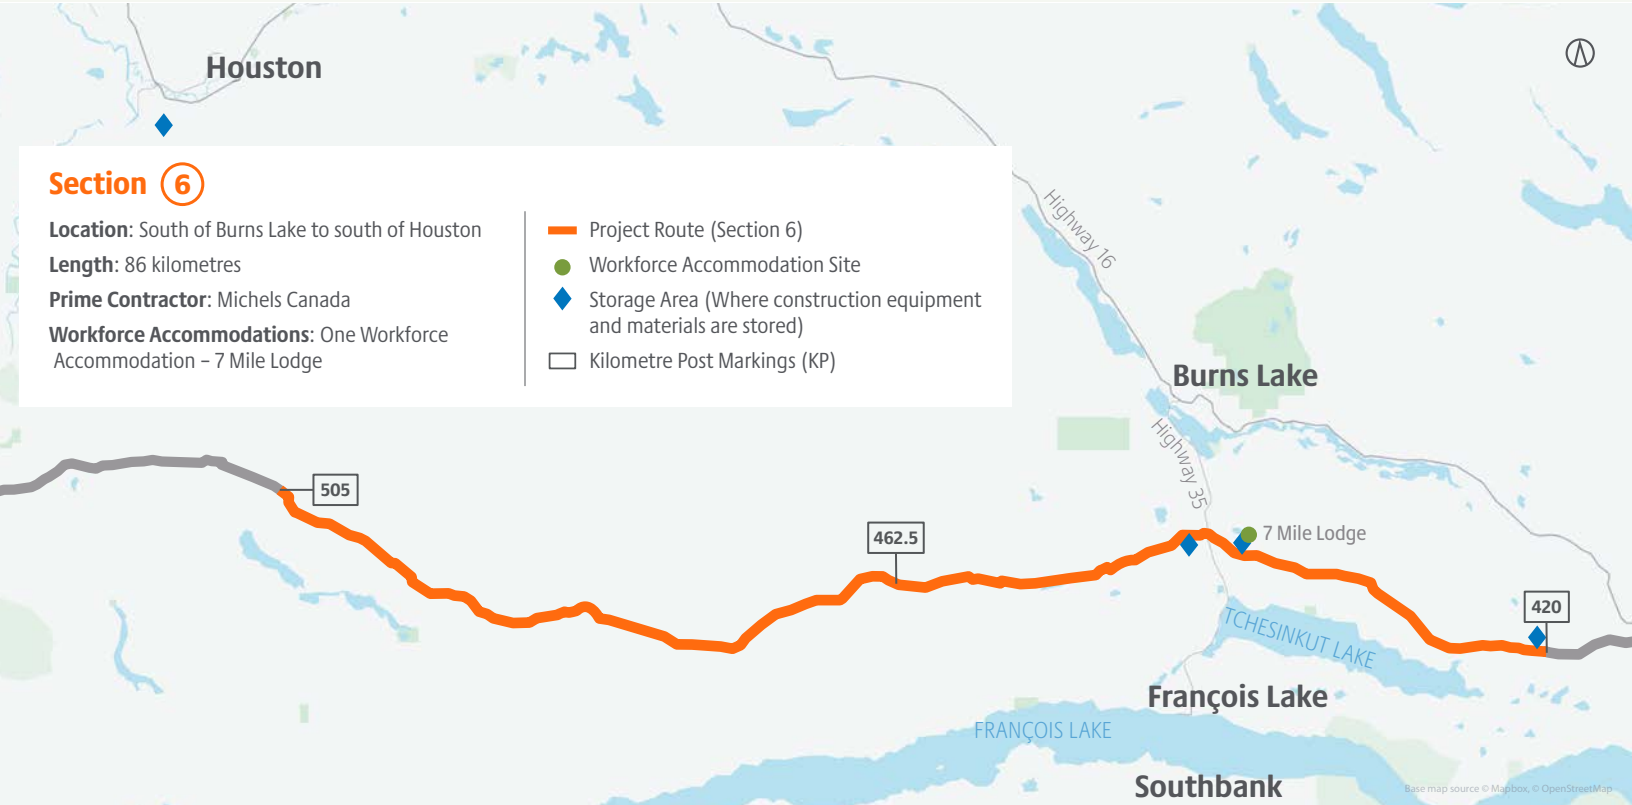 Houston
Section 6
Location: South of Burns Lake to south of Houston
Length: 86 kilometres
Prime Contractor: Michels Canada
Workforce Accommodations: One Workforce
Accommodation – 7 Mile Lodge
Project Route (Section 6)
Workforce Accommodation Site
Storage Area (Where construction equipment
and materials are stored)
Kilometre Post Markings (KP)
Highway 16
Burns Lake
Highway 35
505
462.5
7 Mile Lodge
420
TCHESINKUT LAKE
François Lake
FRANÇOIS LAKE
Southbank
Base map source © Mapbox, © OpenStreetMap